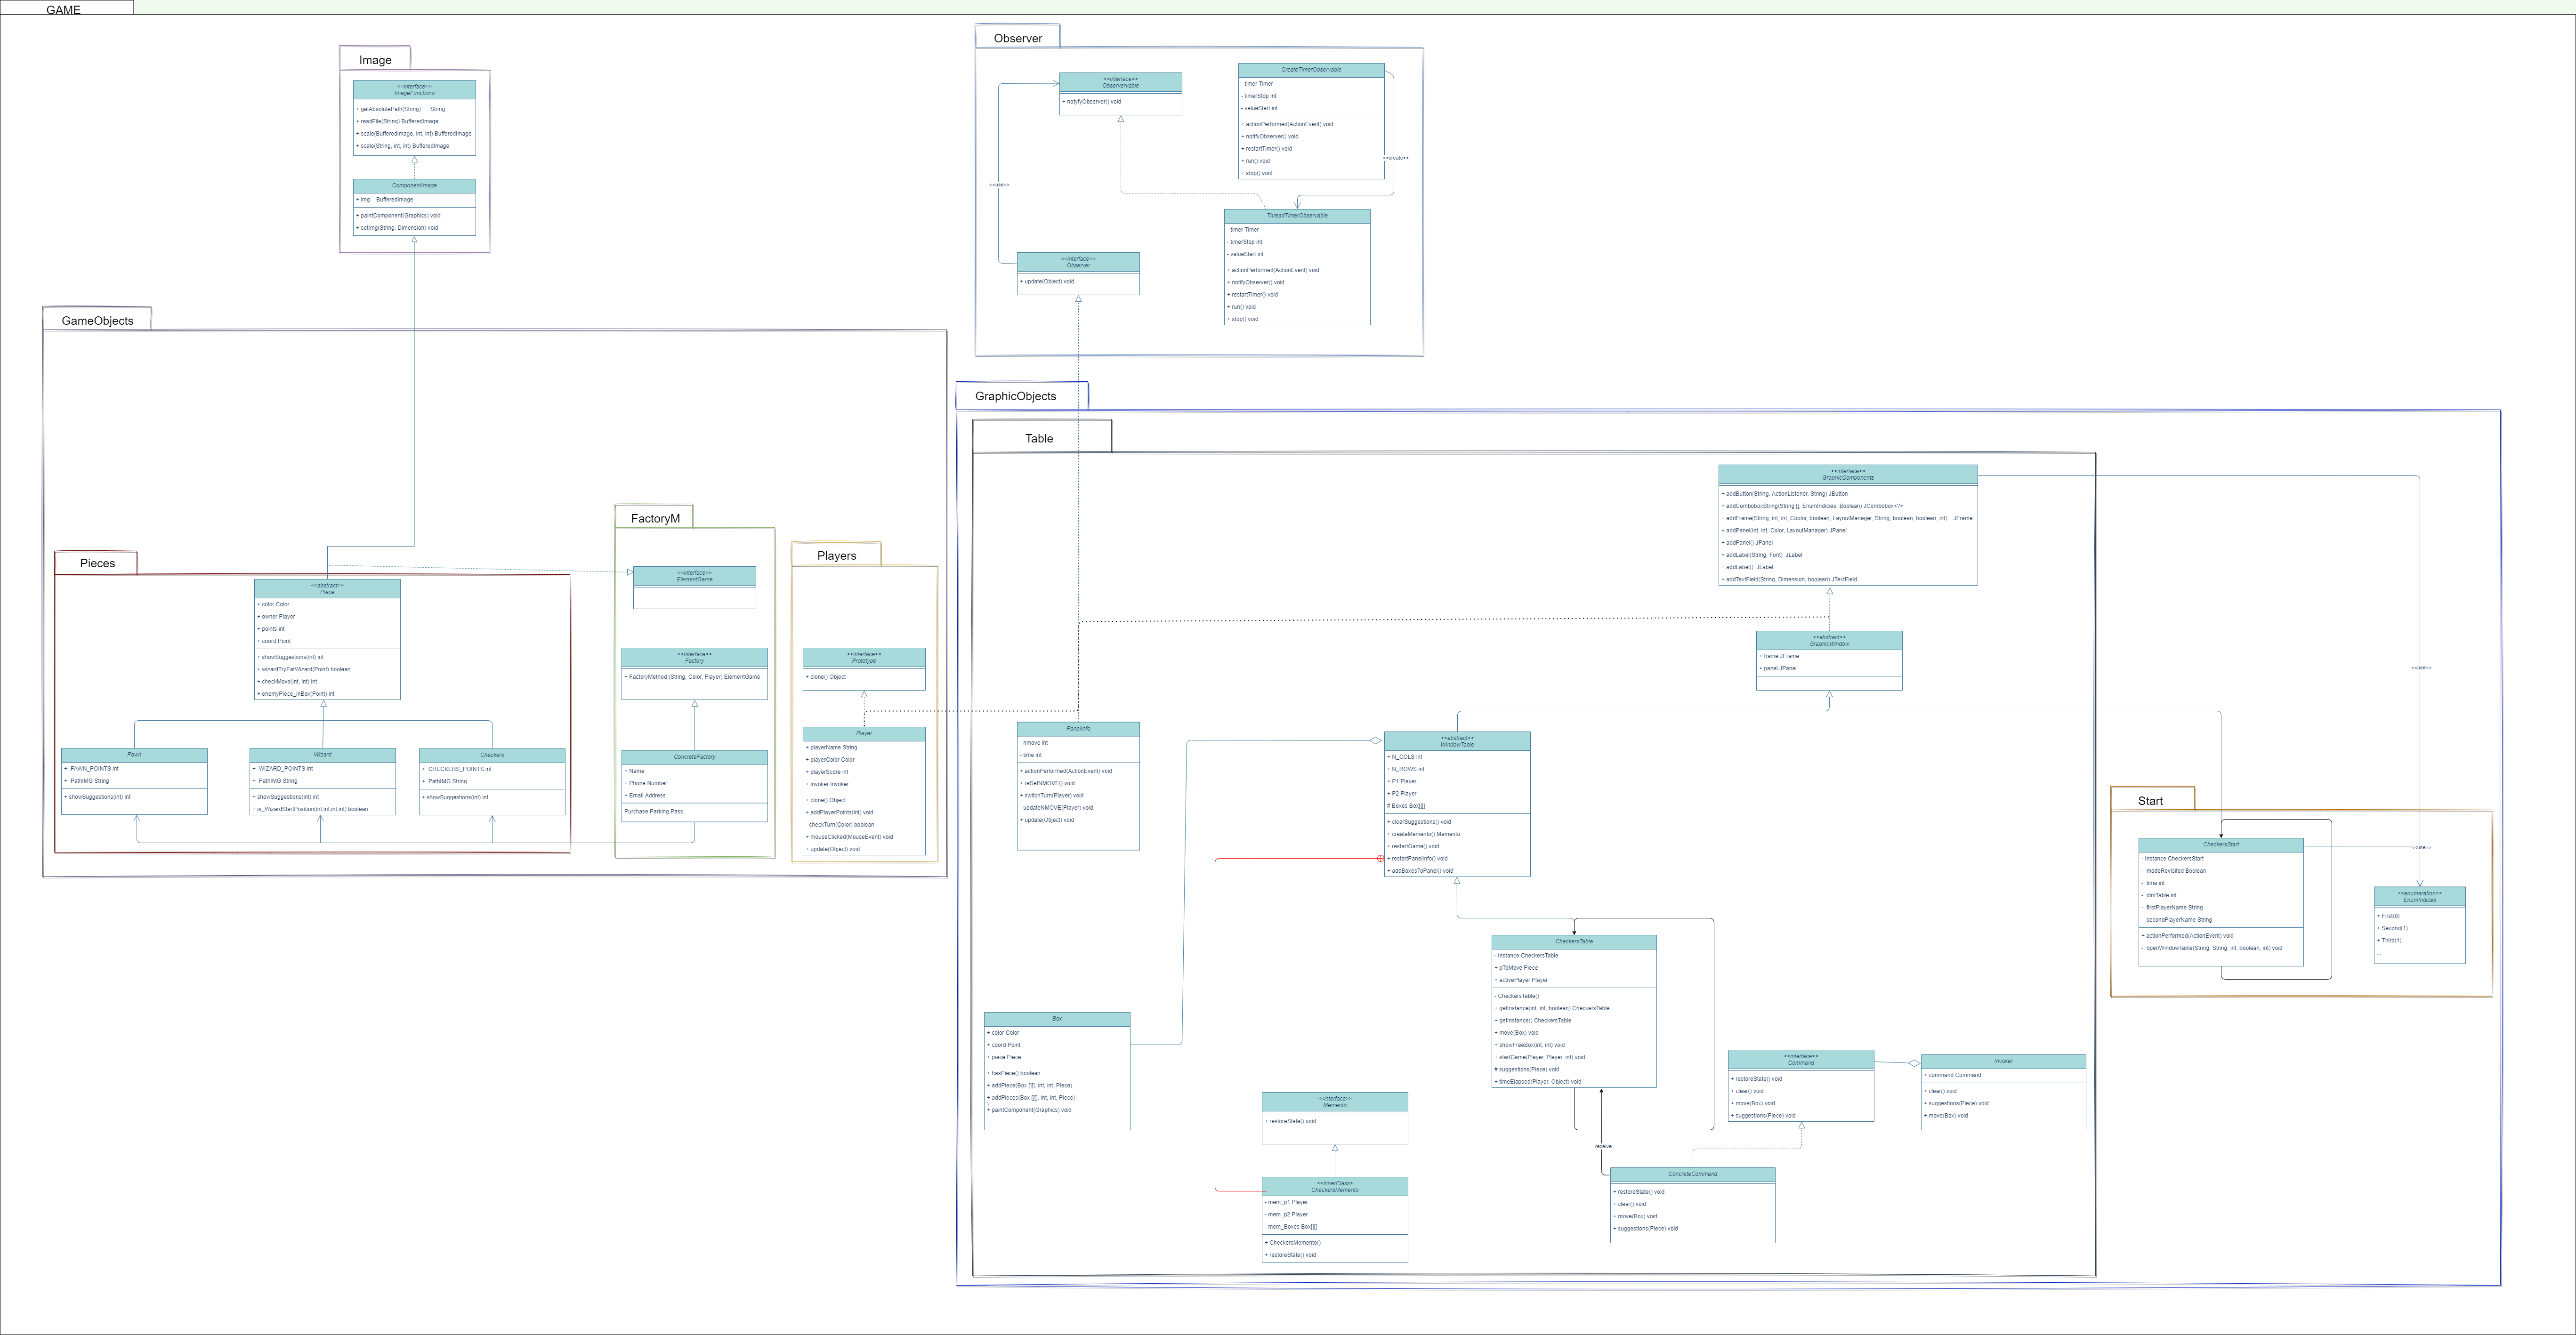 GAME
Image
<<interface>>
ImageFunctions
+ getAbsolutePath(String) String
+ readFile(String) BufferedImage
+ scale(BufferedImage, int, int) BufferedImage
+ scale(String, int, int) BufferedImage
ComponentImage
+ img BufferedImage
+ paintComponent(Graphics) void
+ setImg(String, Dimension) void
Observer
<<interface>>
Observervable
+ notyfyObserver() void
CreateTimerObservable
- timer Timer
- timerStop int
- valueStart int
+ actionPerformed(ActionEvent) void
+ notifyObserver() void
+ restartTimer() void
+ run() void
+ stop() void
<<create>>
<<use>>
ThreadTimerObservable
- timer Timer
- timerStop int
- valueStart int
+ actionPerformed(ActionEvent) void
+ notifyObserver() void
+ restartTimer() void
+ run() void
+ stop() void
<<interface>>
Observer
+ update(Object) void
GameObjects
Pieces
<<abstract>>
Piece
+ color Color
+ owner Player
+ points int
+ coord Point
+ showSuggestions(int) int
+ wizardTryEatWizard(Point) boolean
+ checkMove(int, int) int
+ enemyPiece_inBox(Point) int
Pawn
+ PAWN_POINTS int
+ PathIMG String
+ showSuggestions(int) int
Wizard
+ WIZARD_POINTS int
+ PathIMG String
+ showSuggestions(int) int
+ is_WizardStartPosition(int,int,int,int) boolean
Checkers
+ CHECKERS_POINTS int
+ PathIMG String
+ showSuggestions(int) int
FactoryM
<<interface>>
ElementGame
<<interface>>
Factory
+ FactoryMethod (String, Color, Player) ElementGame
ConcreteFactory
+ Name
+ Phone Number
+ Email Address
Purchase Parking Pass
Players
<<interface>>
Prototype
+ clone() Object
Player
+ playerName String
+ playerColor Color
+ playerScore int
+ invoker Invoker
+ clone() Object
+ addPlayerPoints(int) void
- checkTurn(Color) boolean
+ mouseClicked(MouseEvent) void
+ update(Object) void
GraphicObjects
Table
<<interface>>
GraphicComponents
+ addButton(String, ActionListener, String) JButton
+ addComboboxString(String [], EnumIndicies, Boolean) JCombobox<?>
+ addFrame(String, int, int, Coolor, boolean, LayoutManager, Stirng, boolean, boolean, int) JFrame
+ addPanel(int, int, Color, LayoutManager) JPanel
+ addPanel() JPanel
+ addLabel(String, Font) JLabel
+ addLabel() JLabel
+ addTextField(String, Dimension, boolean) JTextField
<<abstract>>
GraphicWindow
+ frame JFrame
+ panel JPanel
<<use>>
PanelInfo
- nmove int
- time int
+ actionPerformed(ActionEvent) void
+ reSetNMOVE() void
+ switchTurn(Player) void
- updateNMOVE(Player) void
+ update(Object) void
<<abstract>>
WindowTable
+ N_COLS int
+ N_ROWS int
+ P1 Player
+ P2 Player
# Boxes Box[][]
+ clearSuggestions() void
+ createMemento() Memento
+ restartGame() void
+ restartPanelInfo() void
+ addBoxesToPanel() void
CheckersTable
- Instance CheckersTable
+ pToMove Piece
+ activePlayer Player
- CheckersTable()
+ getInstance(int, int, boolean) CheckersTable
+ getInstance() CheckersTable
+ move(Box) void
+ showFreeBox(int, int) void
+ startGame(Player, Player, int) void
# suggestions(Piece) void
+ timeElapsed(Player, Object) void
Box
+ color Color
+ coord Point
+ piece Piece
+ hasPiece() boolean
+ addPiece(Box [][], int, int, Piece)
+ addPieces(Box [][], int, int, Piece)
+ paintComponent(Graphics) void
<<interface>>
Memento
+ restoreState() void
<<innerClass>
CheckersMemento
- mem_p1 Player
- mem_p2 Player
- mem_Boxes Box[][]
+ CheckersMemento()
+ restoreState() void
receive
<<interface>>
Command
+ restoreState() void
+ clear() void
+ move(Box) void
+ suggestions(Piece) void
Invoker
+ command Command
+ clear() void
+ suggestions(Piece) void
+ move(Box) void
ConcreteCommand
+ restoreState() void
+ clear() void
+ move(Box) void
+ suggestions(Piece) void
Start
CheckersStart
- Instance CheckersStart
- modeRevisited Boolean
- time int
- dimTable int
- firstPlayerName String
- secondPlayerName String
+ actionPerformed(ActionEvent) void
- openWindowTable(String, String, int, boolean, int) void
<<use>>
<<enumeration>>
EnumIndices
+ First(0)
+ Second(1)
+ Third(1)
...